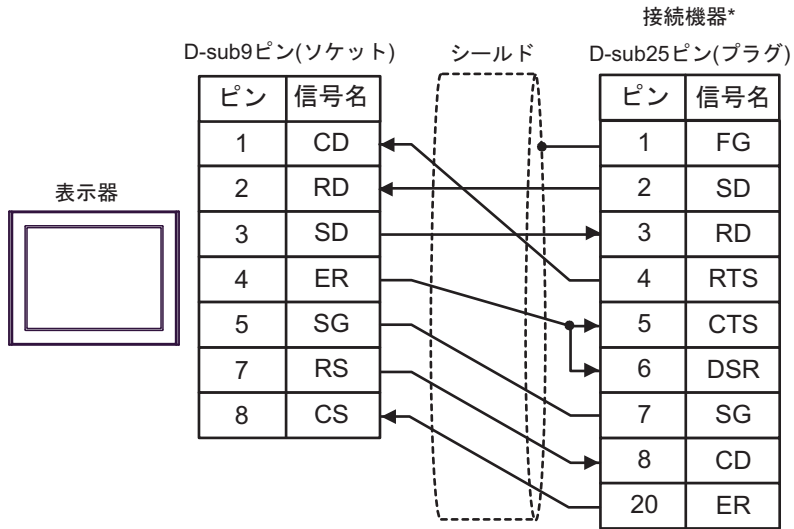 接続機器*
D-sub9ピン(ソケット)
シールド
D-sub25ピン(プラグ)
表示器
ピン 信号名
1 CD
2 RD
3 SD
4 ER
5 SG
7 RS
8 CS
ピン 信号名
1 FG
2 SD
3 RD
4 RTS
5 CTS
6 DSR
7 SG
8 CD
20 ER